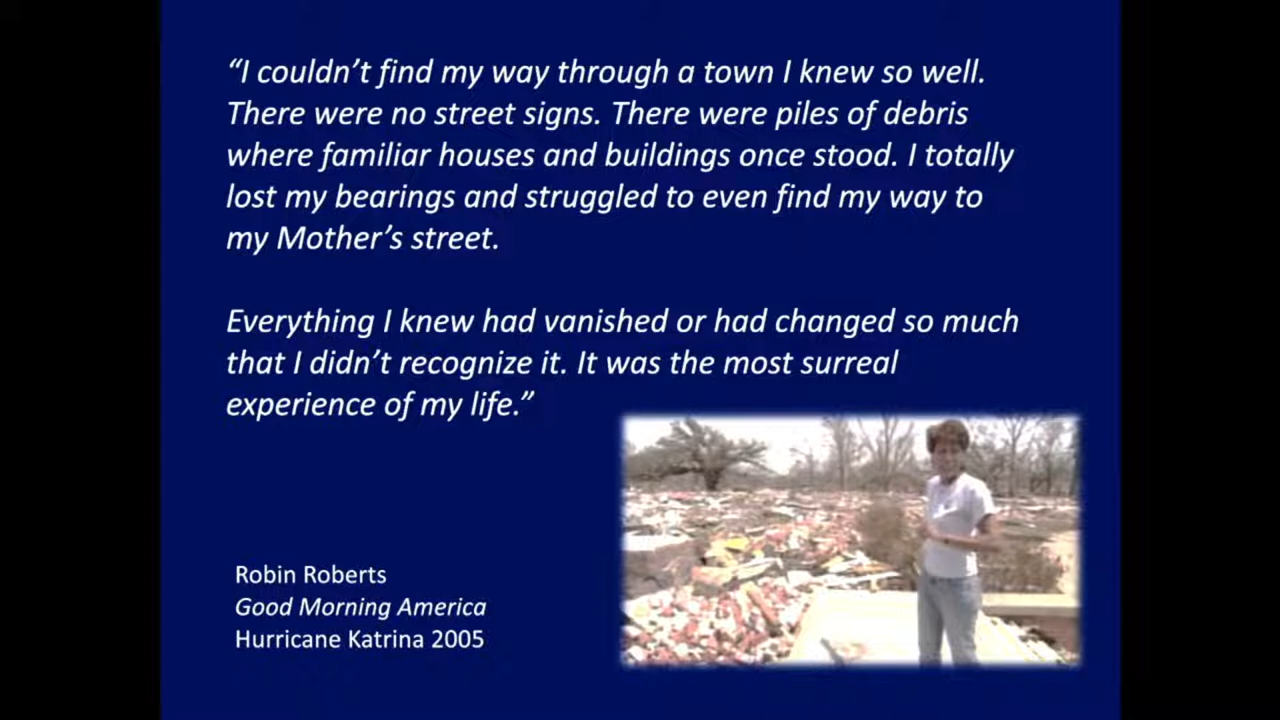 “I couldn’t find my way through a town I knew so well.
There were no street signs. There were piles of debris
where familiar houses and buildings once stood. I totally
lost my bearings and struggled to even find my way to
my Mother’s street.
Everything I knew had vanished or had changed so much
that I didn’t recognize it. It was the most surreal
experience of my life.”
Robin Roberts
Good Morning America
Hurricane Katrina 2005